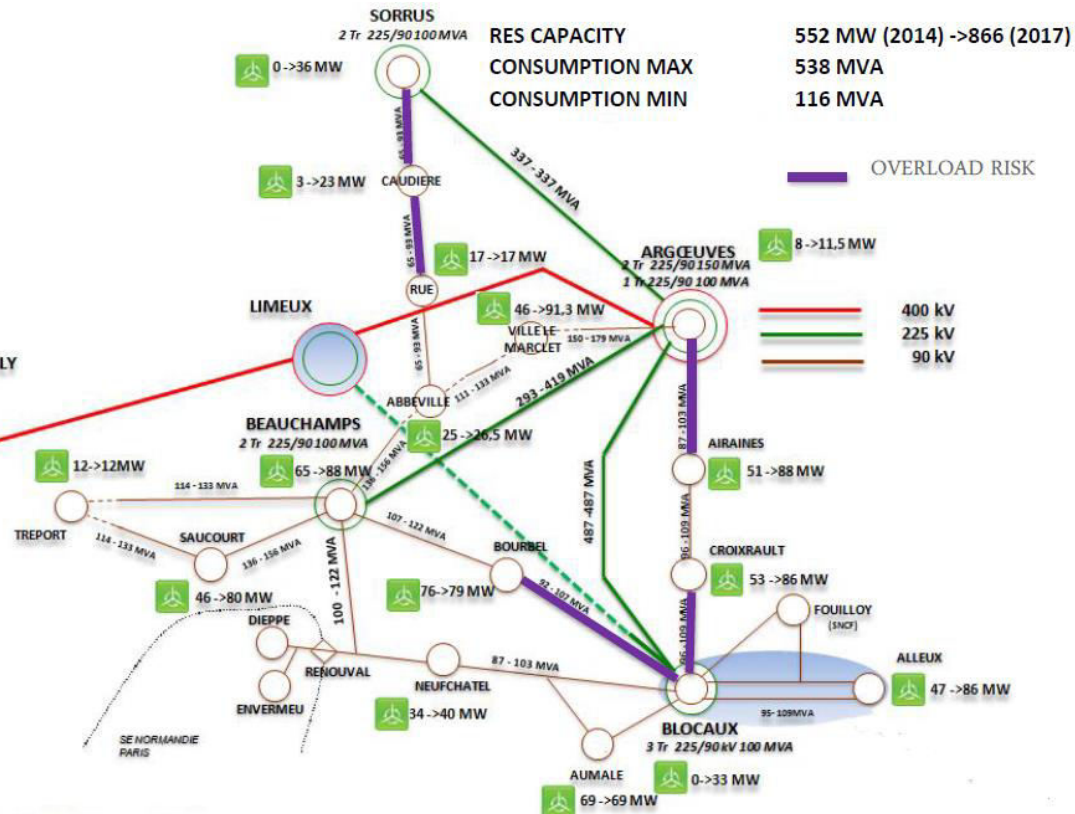 SORRUS
2 Tr 225/90 100 MVA
RES CAPACITY 552 MW (2014) ->866 (2017)
CONSUMPTION MAX 538 MVA
CONSUMPTION MIN 116 MVA
0 ->36 MW
65 - 93 MVA
337 - 337 MVA
OVERLOAD RISK
3 ->23 MW
CAUDIERE
65 - 93 MVA
17 ->17 MW
ARGŒUVES
2 Tr 225/90 150 MVA
1 Tr 225/90 100 MVA
8 ->11,5 MW
RUE
LIMEUX
46 ->91,3 MW
VILLE LE
MARCLET
150 - 179 MVA
400 kV
225 kV
90 kV
LY
65 - 93 MVA
111 - 133 MVA
293 - 419 MVA
ABBEVILLE
BEAUCHAMPS
2 Tr 225/90 100 MVA
25 ->26,5 MW
136 - 156 MVA
87 - 103 MVA
AIRAINES
51 ->88 MW
12->12MW
65 ->88 MW
114 - 133 MVA
TREPORT
114 - 133 MVA
SAUCOURT
136 - 156 MVA
107 - 122 MVA
BOURBEL
487 -487 MVA
96 - 109 MVA
CROIXRAULT
53 ->86 MW
46 ->80 MW
100 - 122 MVA
76 ->79 MW
92 - 107 MVA
96 - 109 MVA
FOUILLOY
(SNCF)
DIEPPE
RENOUVAL
ENVERMEU
87 - 103 MVA
NEUFCHATEL
34 ->40 MW
ALLEUX
47 ->86 MW
95 - 109MVA
BLOCAUX
3 Tr 225/90 kV 100 MVA
SE NORMANDIE
PARIS
AUMALE
0->33 MW
69 ->69 MW